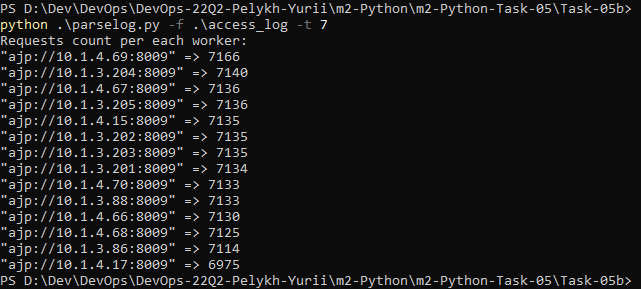 PS D:\Dev\DevOps\DevOps-22Q2-Pelykh-Yurii\m2-Python\m2-Python-Task-05\Task-05b>
python .\parselog.py -f .\access_log -t 7
Requests count per each worker:
"ajp://10.1.4.69:8009" => 7166
"ajp://10.1.3.204:8009" => 7140
"ajp://10.1.4.67:8009" => 7136
"ajp://10.1.3.205:8009" => 7136
"ajp://10.1.4.15:8009" => 7135
"ajp://10.1.3.202:8009" => 7135
"ajp://10.1.3.203:8009" => 7135
"ajp://10.1.3.201:8009" => 7134
"ajp://10.1.4.70:8009" => 7133
"ajp://10.1.3.88:8009" => 7133
"ajp://10.1.4.66:8009" => 7130
"ajp://10.1.4.68:8009" => 7125
"ajp://10.1.3.86:8009" => 7114
"ajp://10.1.4.17:8009" => 6975
PS D:\Dev\DevOps\DevOps-22Q2-Pelykh-Yurii\m2-Python\m2-Python-Task-05\Task-05b>